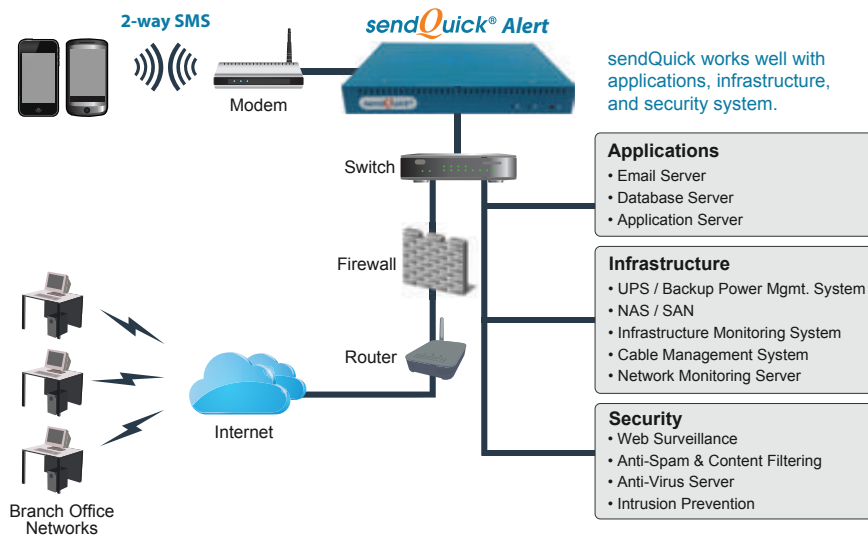 2-way SMS
sendQuick® Alert
sendQuick works well with
applications, infrastructure,
and security system.
Modem
sendQuick®
Switch
Applications
• Email Server
• Database Server
• Application Server
Firewall
Infrastructure
• UPS / Backup Power Mgmt. System
• NAS / SAN
• Infrastructure Monitoring System
• Cable Management System
• Network Monitoring Server
Router
Internet
Security
• Web Surveillance
• Anti-Spam & Content Filtering
• Anti-Virus Server
• Intrusion Prevention
Branch Office
Networks